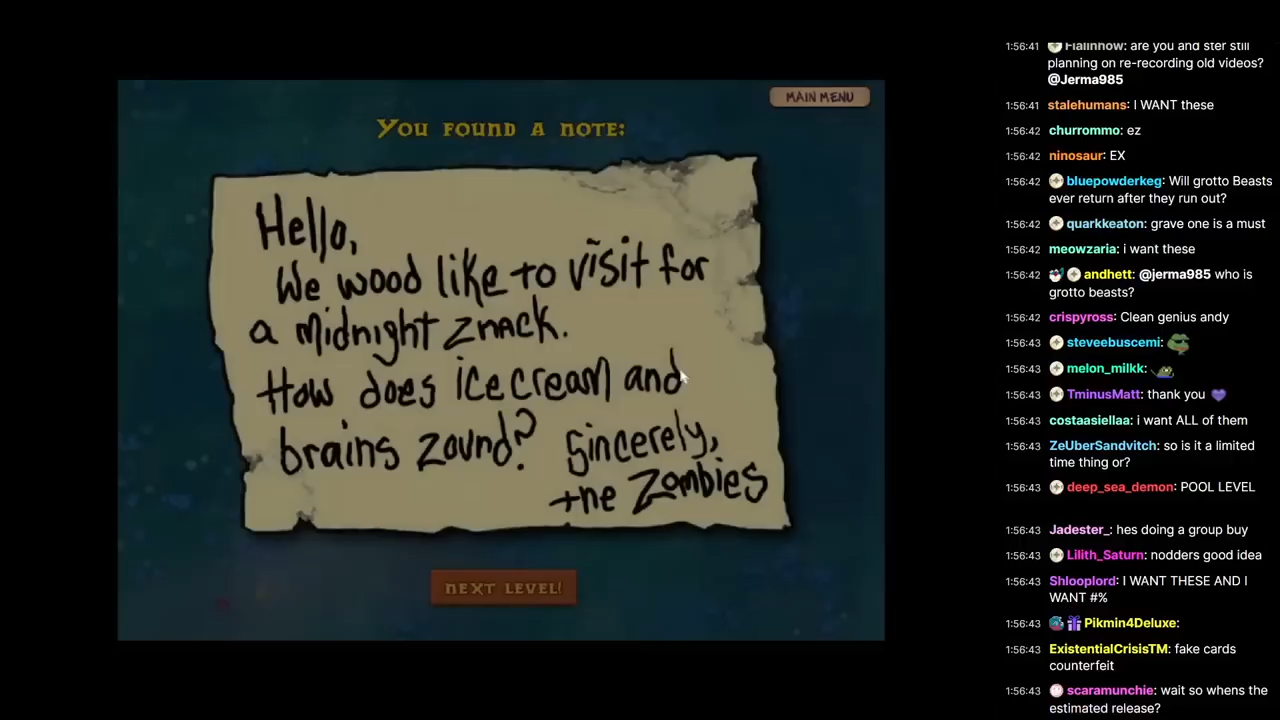 MAIN MENU
YOU FOUND A NOTE:
Hello,
We wood like to visit for
a midnight znack.
How does icecream and
brains zound? Sincerely,
the Zombies
NEXT LEVEL!
1:56:41 Fialinhow: are you and ster still
planning on re-recording old videos?
@Jerma985
1:56:41 stalehumans: I WANT these
1:56:42 churrommo: ez
1:56:42 ninosaur: EX
1:56:42 bluepowderkeg: Will grotto Beasts
ever return after they run out?
1:56:42 quarkkeaton: grave one is a must
1:56:42 meowzaria: i want these
1:56:42 andhett: @jerma985 who is
grotto beasts?
1:56:42 crispyross: Clean genius andy
1:56:43 steveebuscemi:
1:56:43 melon_milkk:
1:56:43 TminusMatt: thank you
1:56:43 costaasiellaa: i want ALL of them
1:56:43 ZeUberSandvitch: so is it a limited
time thing or?
1:56:43 deep_sea_demon: POOL LEVEL
1:56:43 Jadester_: hes doing a group buy
1:56:43 Lilith_Saturn: nodders good idea
1:56:43 Shlooplord: I WANT THESE AND I
WANT #%
1:56:43 Pikmin4Deluxe:
1:56:43 ExistentialCrisisTM: fake cards
counterfeit
1:56:43 scaramunchie: wait so whens the
estimated release?